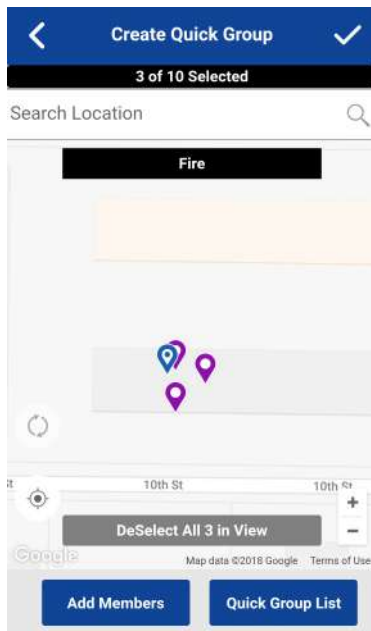 Create Quick Group
3 of 10 Selected
Search Location
Fire
St
10th St
10th St
+
DeSelect All 3 in View
−
Google
Map data ©2018 Google Terms of Use
Add Members
Quick Group List